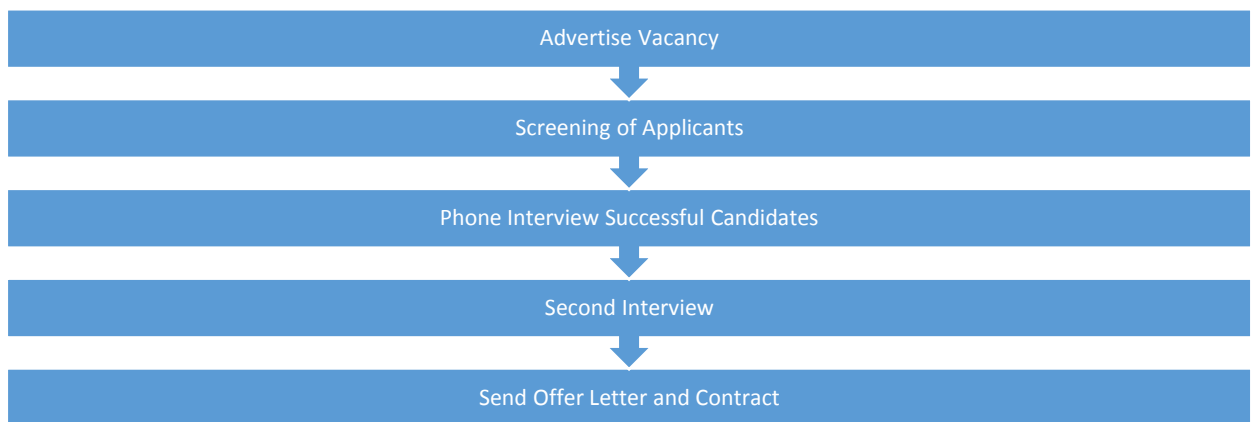 Advertise Vacancy
Screening of Applicants
Phone Interview Successful Candidates
Second Interview
Send Offer Letter and Contract